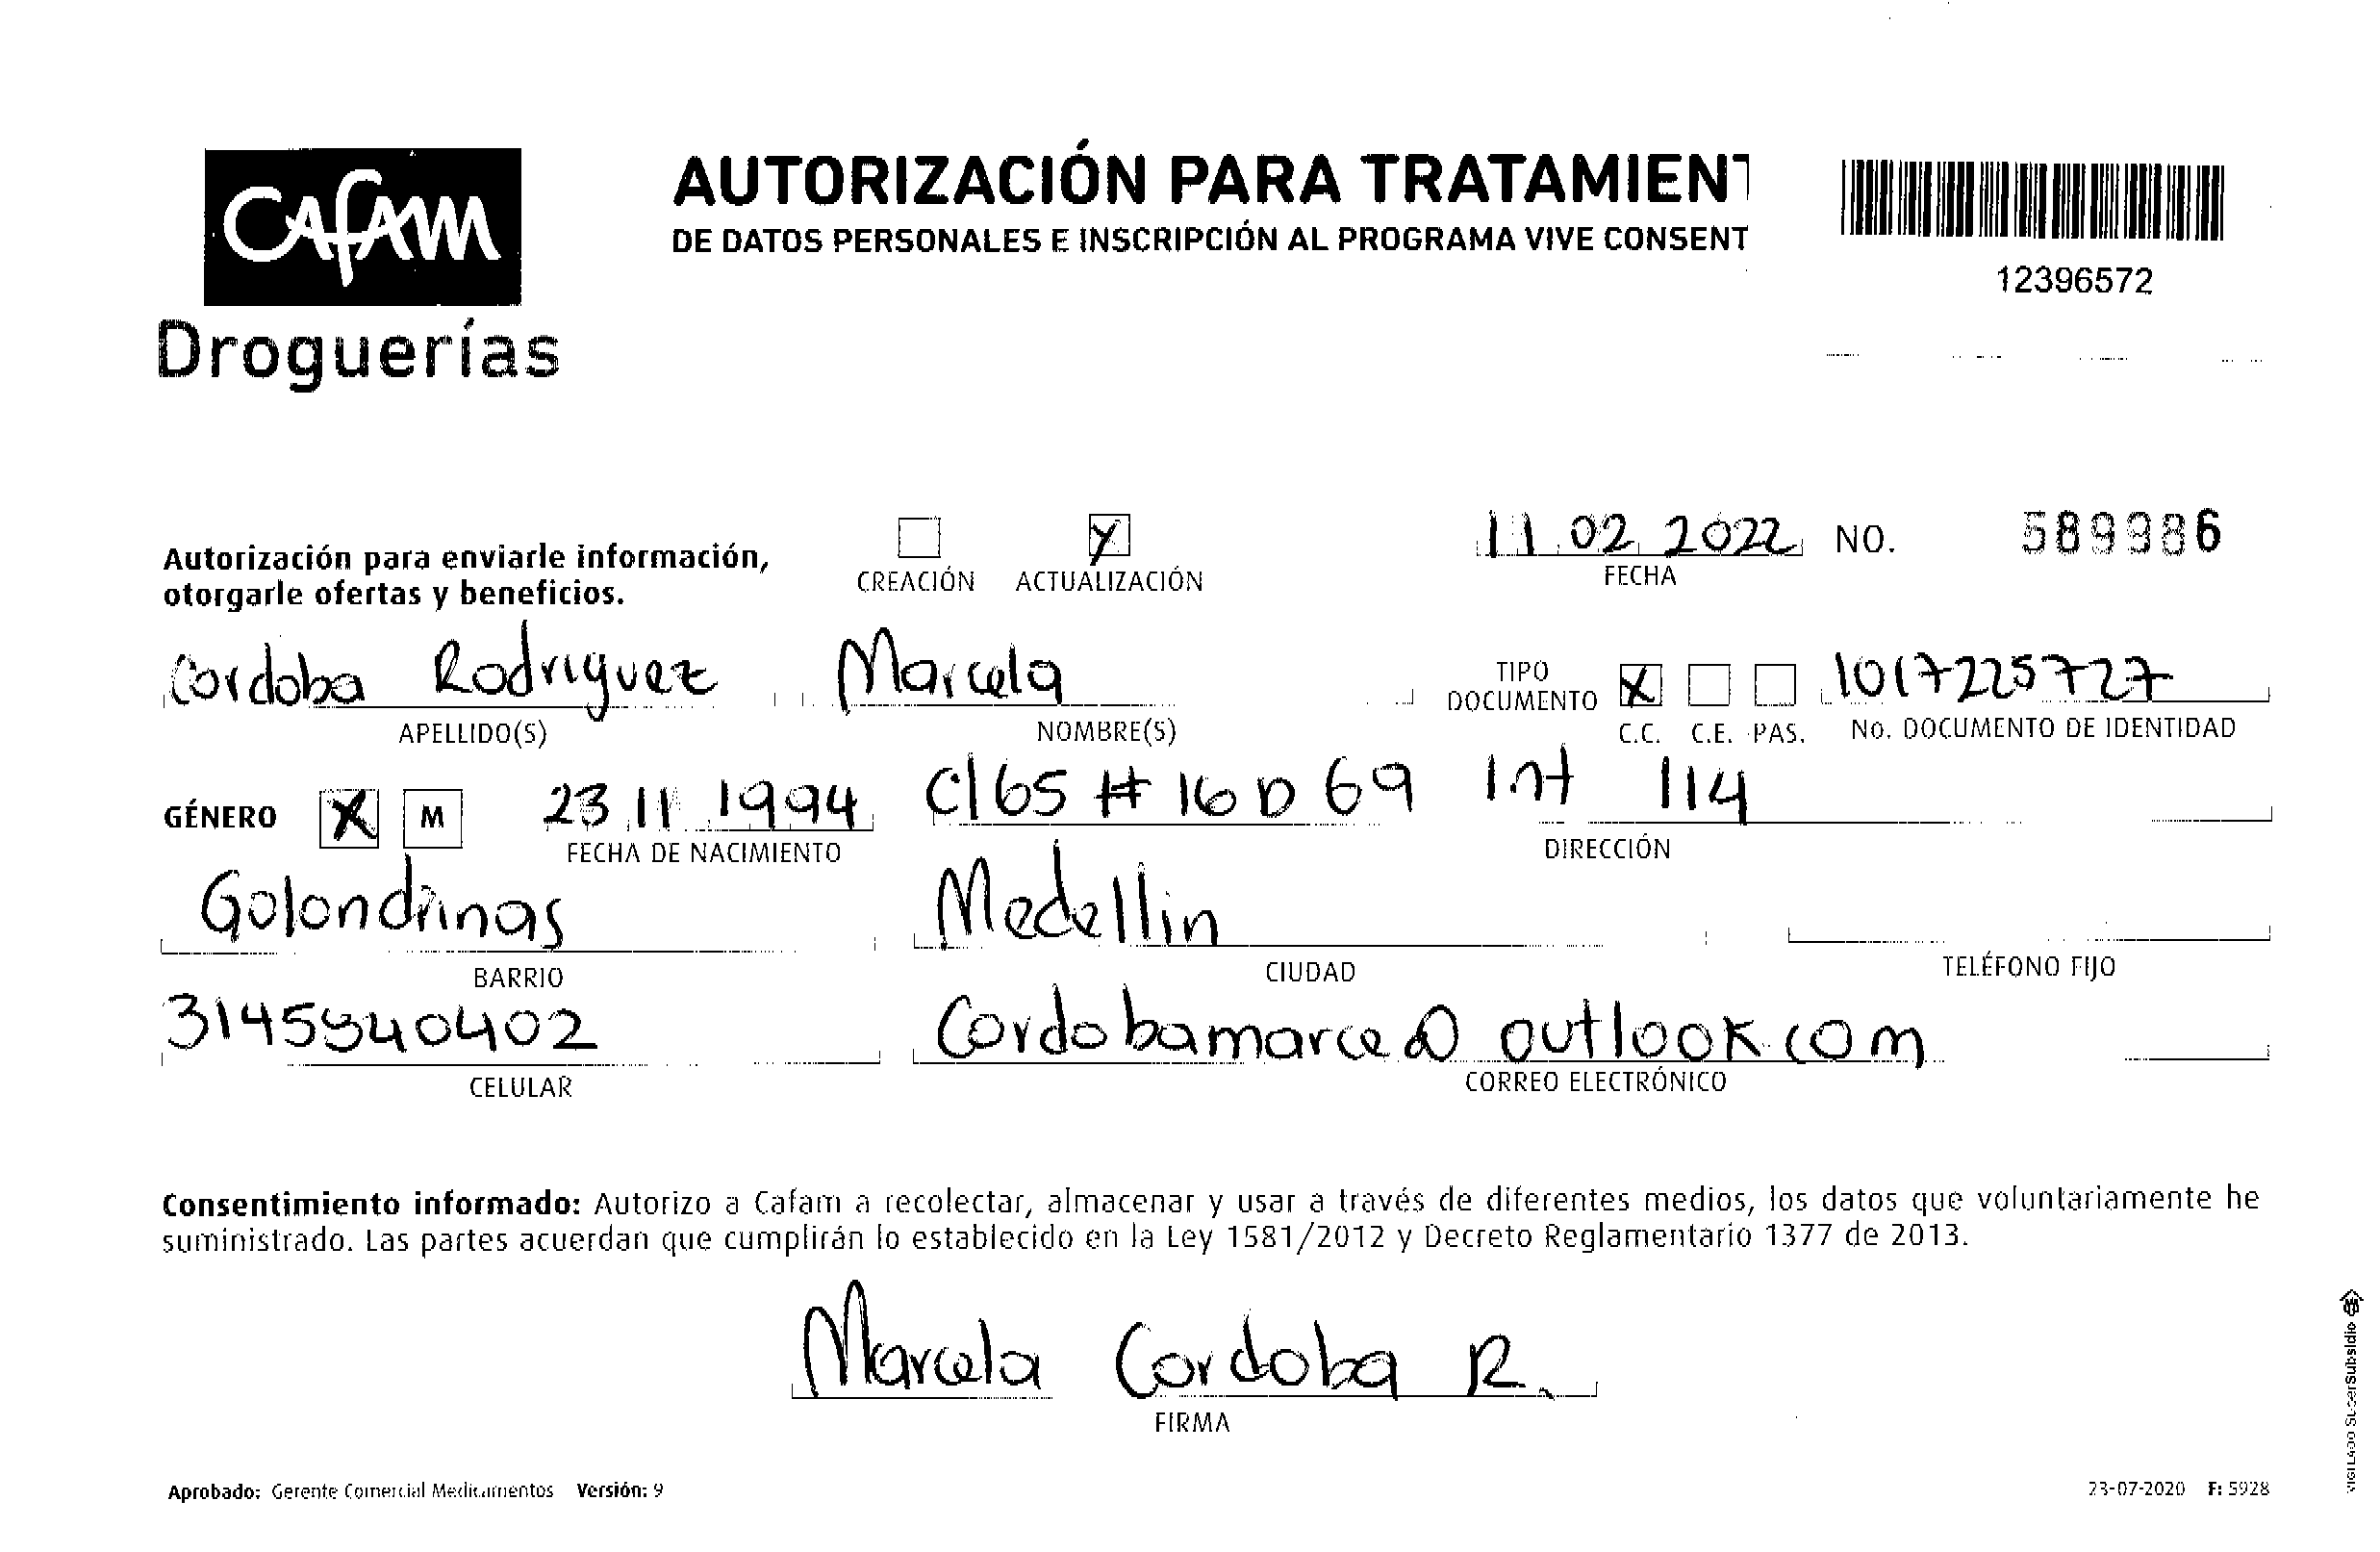 CAFAM
Droguerías
AUTORIZACIÓN PARA TRATAMIENT
DE DATOS PERSONALES E INSCRIPCIÓN AL PROGRAMA VIVE CONSENT
12396572
Autorización para enviarle información,
otorgarle ofertas y beneficios.
CREACIÓN ACTUALIZACIÓN
11 02 2022 NO. 589986
FECHA
Cordoba Rodriguez Marcela TIPO DOCUMENTO 1017225727
APELLIDO(S) NOMBRE(S) C.C. C.E. PAS. No. DOCUMENTO DE IDENTIDAD
GÉNERO X M 23 11 1994 Cl 65 # 16 D 69 Int 114
FECHA DE NACIMIENTO DIRECCIÓN
Golondrinas Medellin
BARRIO CIUDAD TELÉFONO FIJO
3145940402 Cordobamarce@outlook.com
CELULAR CORREO ELECTRÓNICO
Consentimiento informado: Autorizo a Cafam a recolectar, almacenar y usar a través de diferentes medios, los datos que voluntariamente he
suministrado. Las partes acuerdan que cumplirán lo establecido en la Ley 1581/2012 y Decreto Reglamentario 1377 de 2013.
Marcela Cordoba R.
FIRMA
Aprobado: Gerente Comercial Medicamentos Versión: 9 23-07-2020 F: 5928
VIGILADO SuperSubsidio